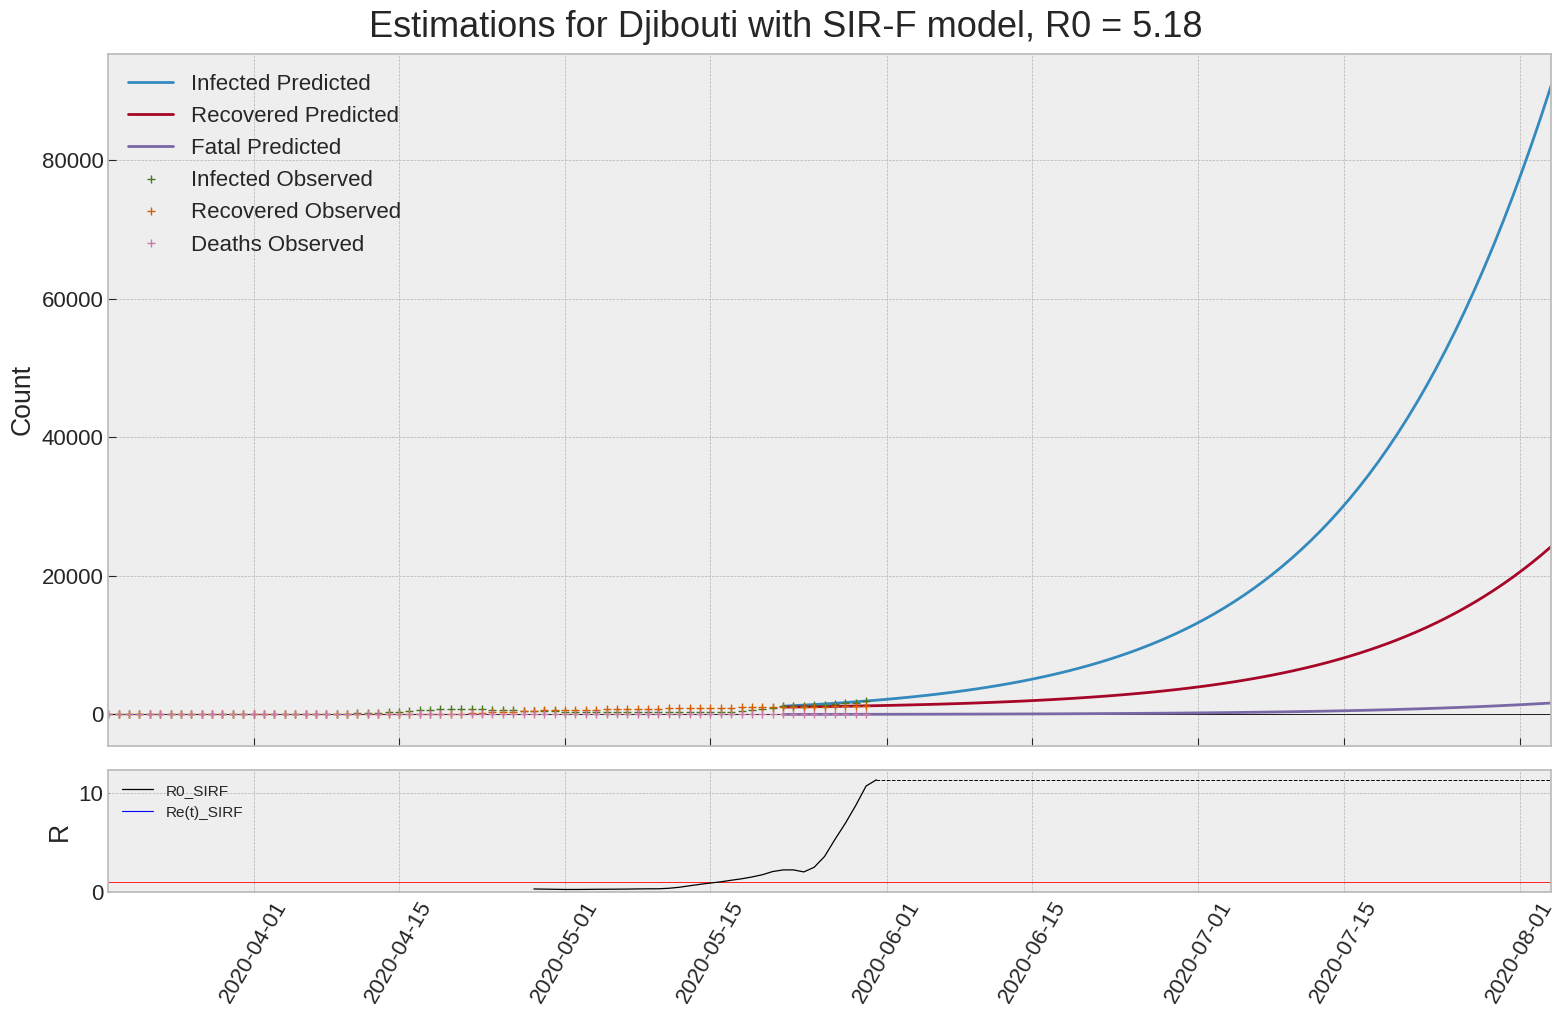 Estimations for Djibouti with SIR-F model, R0 = 5.18
Infected Predicted
Recovered Predicted
Fatal Predicted
Infected Observed
Recovered Observed
Deaths Observed
80000
60000
40000
20000
0
Count
R0_SIRF
Re(t)_SIRF
10
0
R
2020-04-01
2020-04-15
2020-05-01
2020-05-15
2020-06-01
2020-06-15
2020-07-01
2020-07-15
2020-08-01